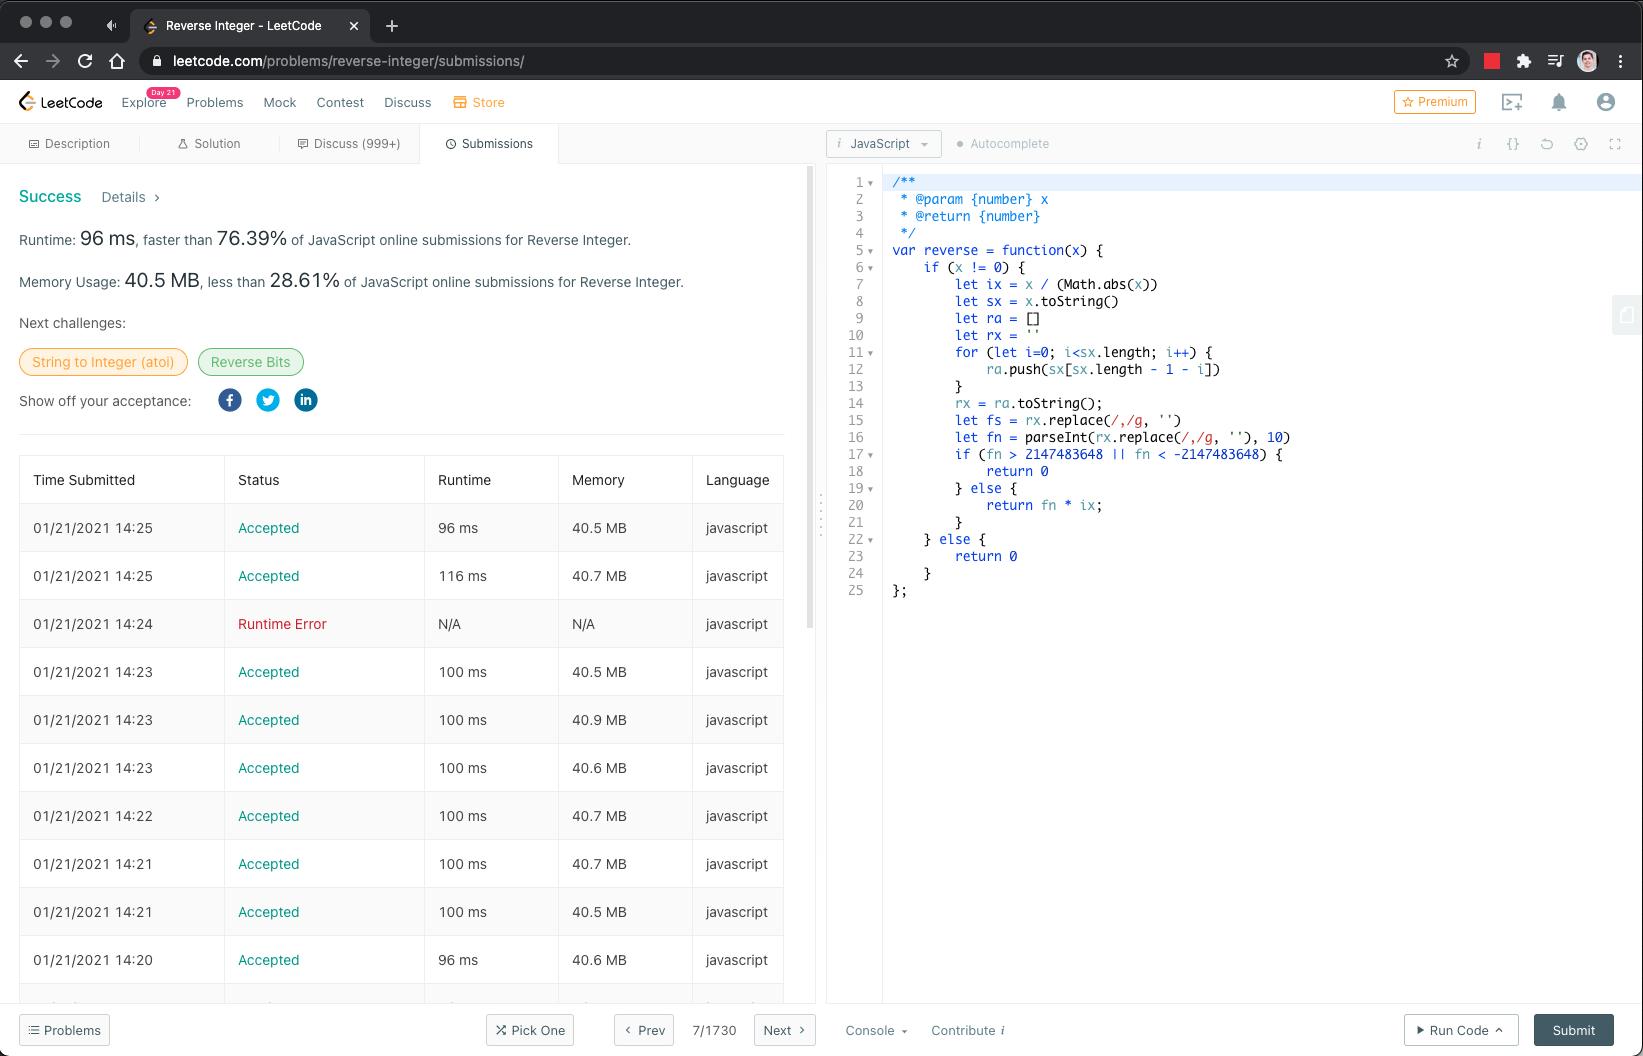 Reverse Integer - LeetCode
leetcode.com/problems/reverse-integer/submissions/
LeetCode Explore Day 21 Problems Mock Contest Discuss Store Premium
Description Solution Discuss (999+) Submissions
Success Details >
Runtime: 96 ms, faster than 76.39% of JavaScript online submissions for Reverse Integer.
Memory Usage: 40.5 MB, less than 28.61% of JavaScript online submissions for Reverse Integer.
Next challenges:
String to Integer (atoi) Reverse Bits
Show off your acceptance:
Time Submitted Status Runtime Memory Language
01/21/2021 14:25 Accepted 96 ms 40.5 MB javascript
01/21/2021 14:25 Accepted 116 ms 40.7 MB javascript
01/21/2021 14:24 Runtime Error N/A N/A javascript
01/21/2021 14:23 Accepted 100 ms 40.5 MB javascript
01/21/2021 14:23 Accepted 100 ms 40.9 MB javascript
01/21/2021 14:23 Accepted 100 ms 40.6 MB javascript
01/21/2021 14:22 Accepted 100 ms 40.7 MB javascript
01/21/2021 14:21 Accepted 100 ms 40.7 MB javascript
01/21/2021 14:21 Accepted 100 ms 40.5 MB javascript
01/21/2021 14:20 Accepted 96 ms 40.6 MB javascript
i JavaScript Autocomplete i {}
1 /**
2  * @param {number} x
3  * @return {number}
4  */
5 var reverse = function(x) {
6     if (x != 0) {
7         let ix = x / (Math.abs(x))
8         let sx = x.toString()
9         let ra = []
10         let rx = ''
11         for (let i=0; i<sx.length; i++) {
12             ra.push(sx[sx.length - 1 - i])
13         }
14         rx = ra.toString();
15         let fs = rx.replace(/,/g, '')
16         let fn = parseInt(rx.replace(/,/g, ''), 10)
17         if (fn > 2147483648 || fn < -2147483648) {
18             return 0
19         } else {
20             return fn * ix;
21         }
22     } else {
23         return 0
24     }
25 };
Problems Pick One < Prev 7/1730 Next > Console Contribute i Run Code Submit